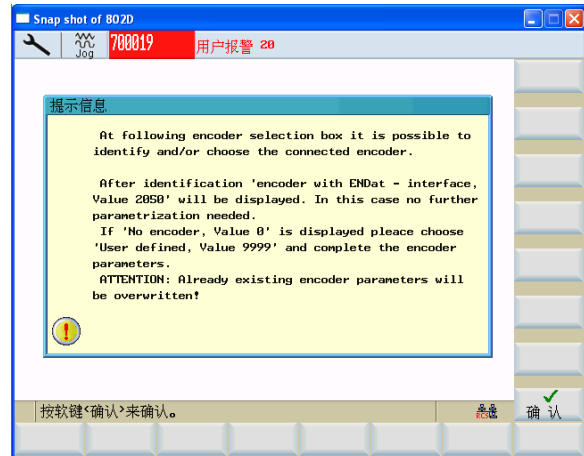 Snap shot of 802D
Jog
700019 用户报警 20
提示信息
At following encoder selection box it is possible to
identify and/or choose the connected encoder.
After identification 'encoder with ENDat - interface,
Value 2050' will be displayed. In this case no further
parametrization needed.
If 'No encoder, Value 0' is displayed pleace choose
'User defined, Value 9999' and complete the encoder
parameters.
ATTENTION: Already existing encoder parameters will
be overwritten!
按软键<确认>来确认。
RCS
确 认